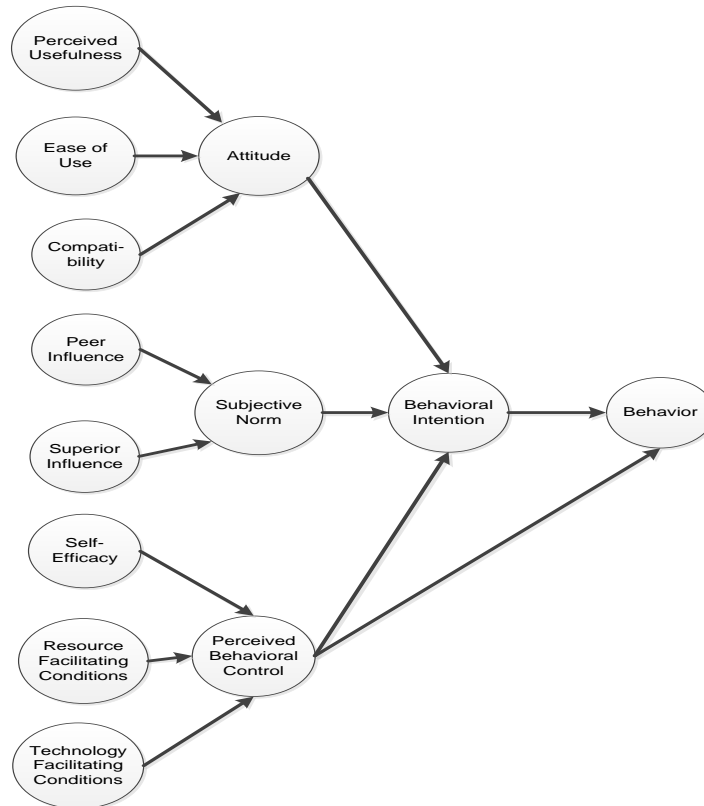 Perceived
Usefulness
Ease of
Use
Attitude
Compati-
bility
Peer
Influence
Subjective
Norm
Behavioral
Intention
Behavior
Superior
Influence
Self-
Efficacy
Resource
Facilitating
Conditions
Perceived
Behavioral
Control
Technology
Facilitating
Conditions